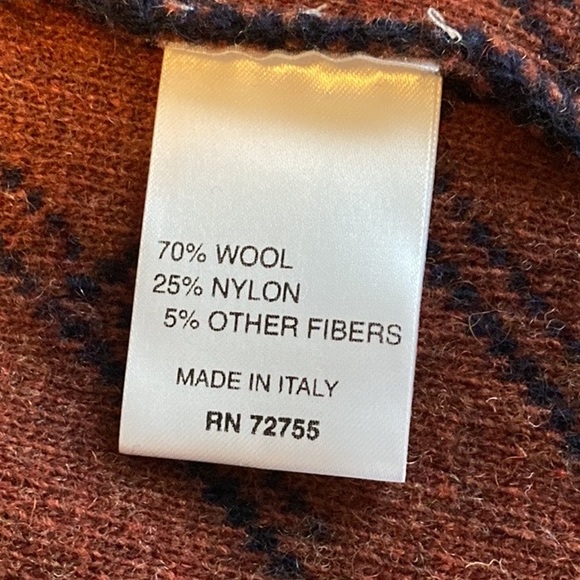 70% WOOL
25% NYLON
5% OTHER FIBERS
MADE IN ITALY
RN 72755